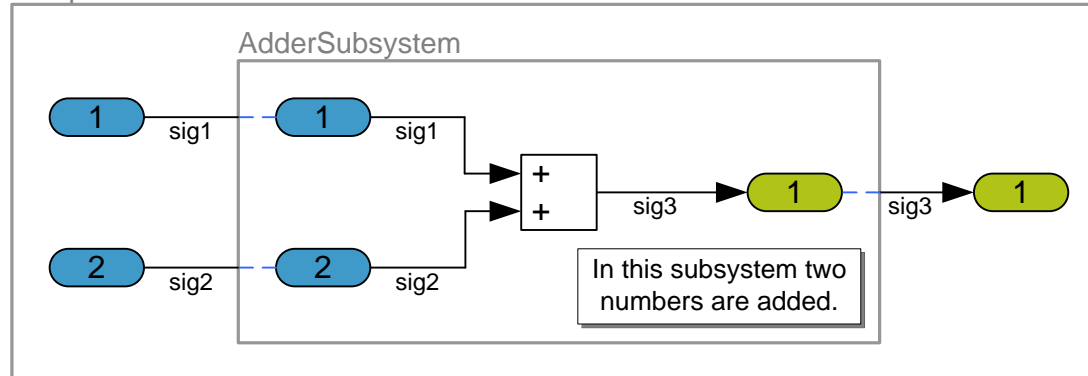 AdderSubsystem
1
sig1
1
sig1
+
+
sig3
1
sig3
1
2
sig2
2
sig2
In this subsystem two
numbers are added.